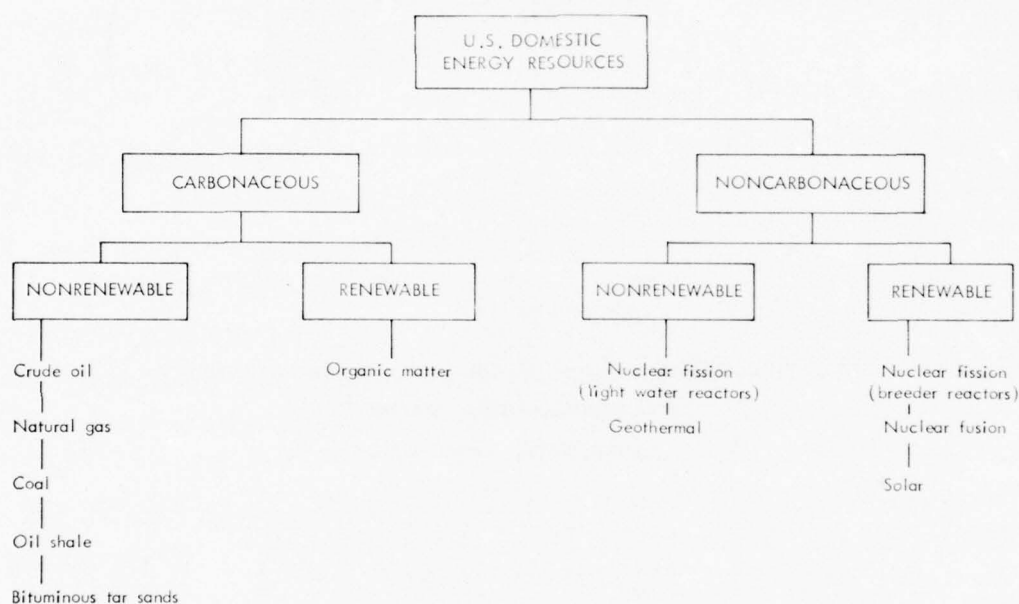 U.S. DOMESTIC
ENERGY RESOURCES
CARBONACEOUS
NONCARBONACEOUS
NONRENEWABLE
RENEWABLE
NONRENEWABLE
RENEWABLE
Crude oil
Natural gas
Coal
Oil shale
Bituminous tar sands
Organic matter
Nuclear fission
(light water reactors)
Geothermal
Nuclear fission
(breeder reactors)
Nuclear fusion
Solar